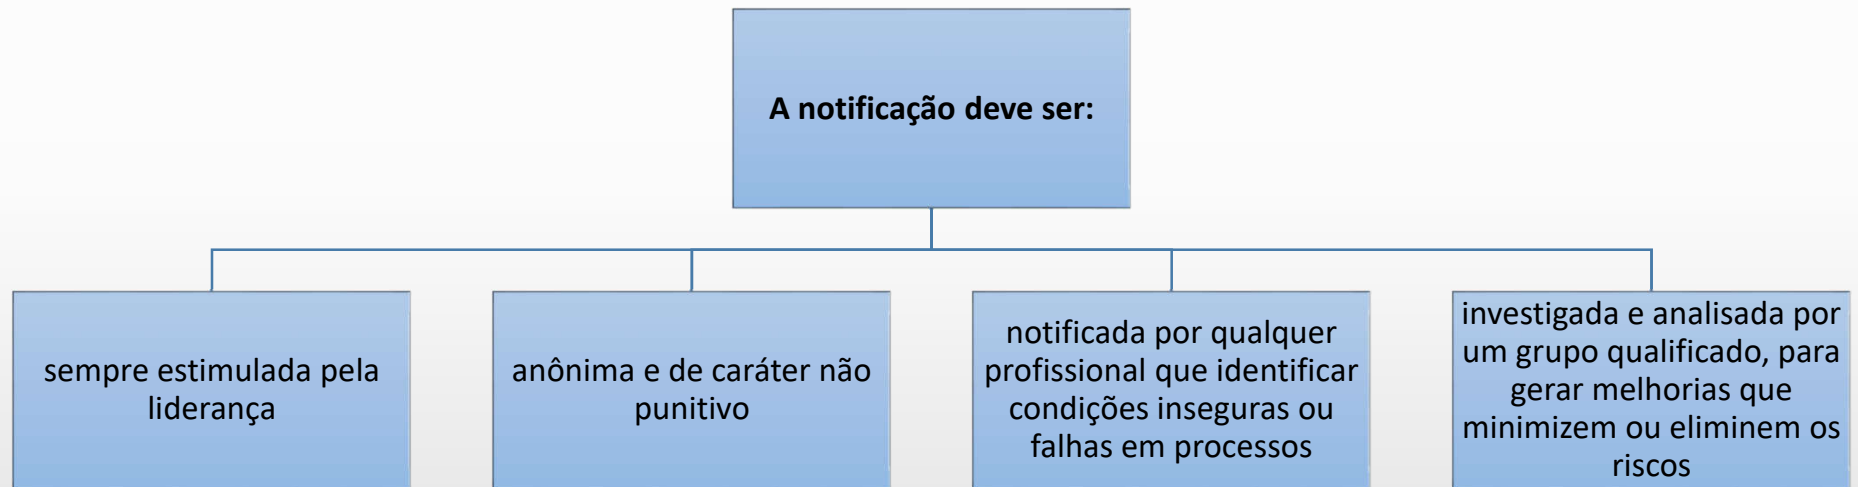 A notificação deve ser:
sempre estimulada pela
liderança
anônima e de caráter não
punitivo
notificada por qualquer
profissional que identificar
condições inseguras ou
falhas em processos
investigada e analisada por
um grupo qualificado, para
gerar melhorias que
minimizem ou eliminem os
riscos